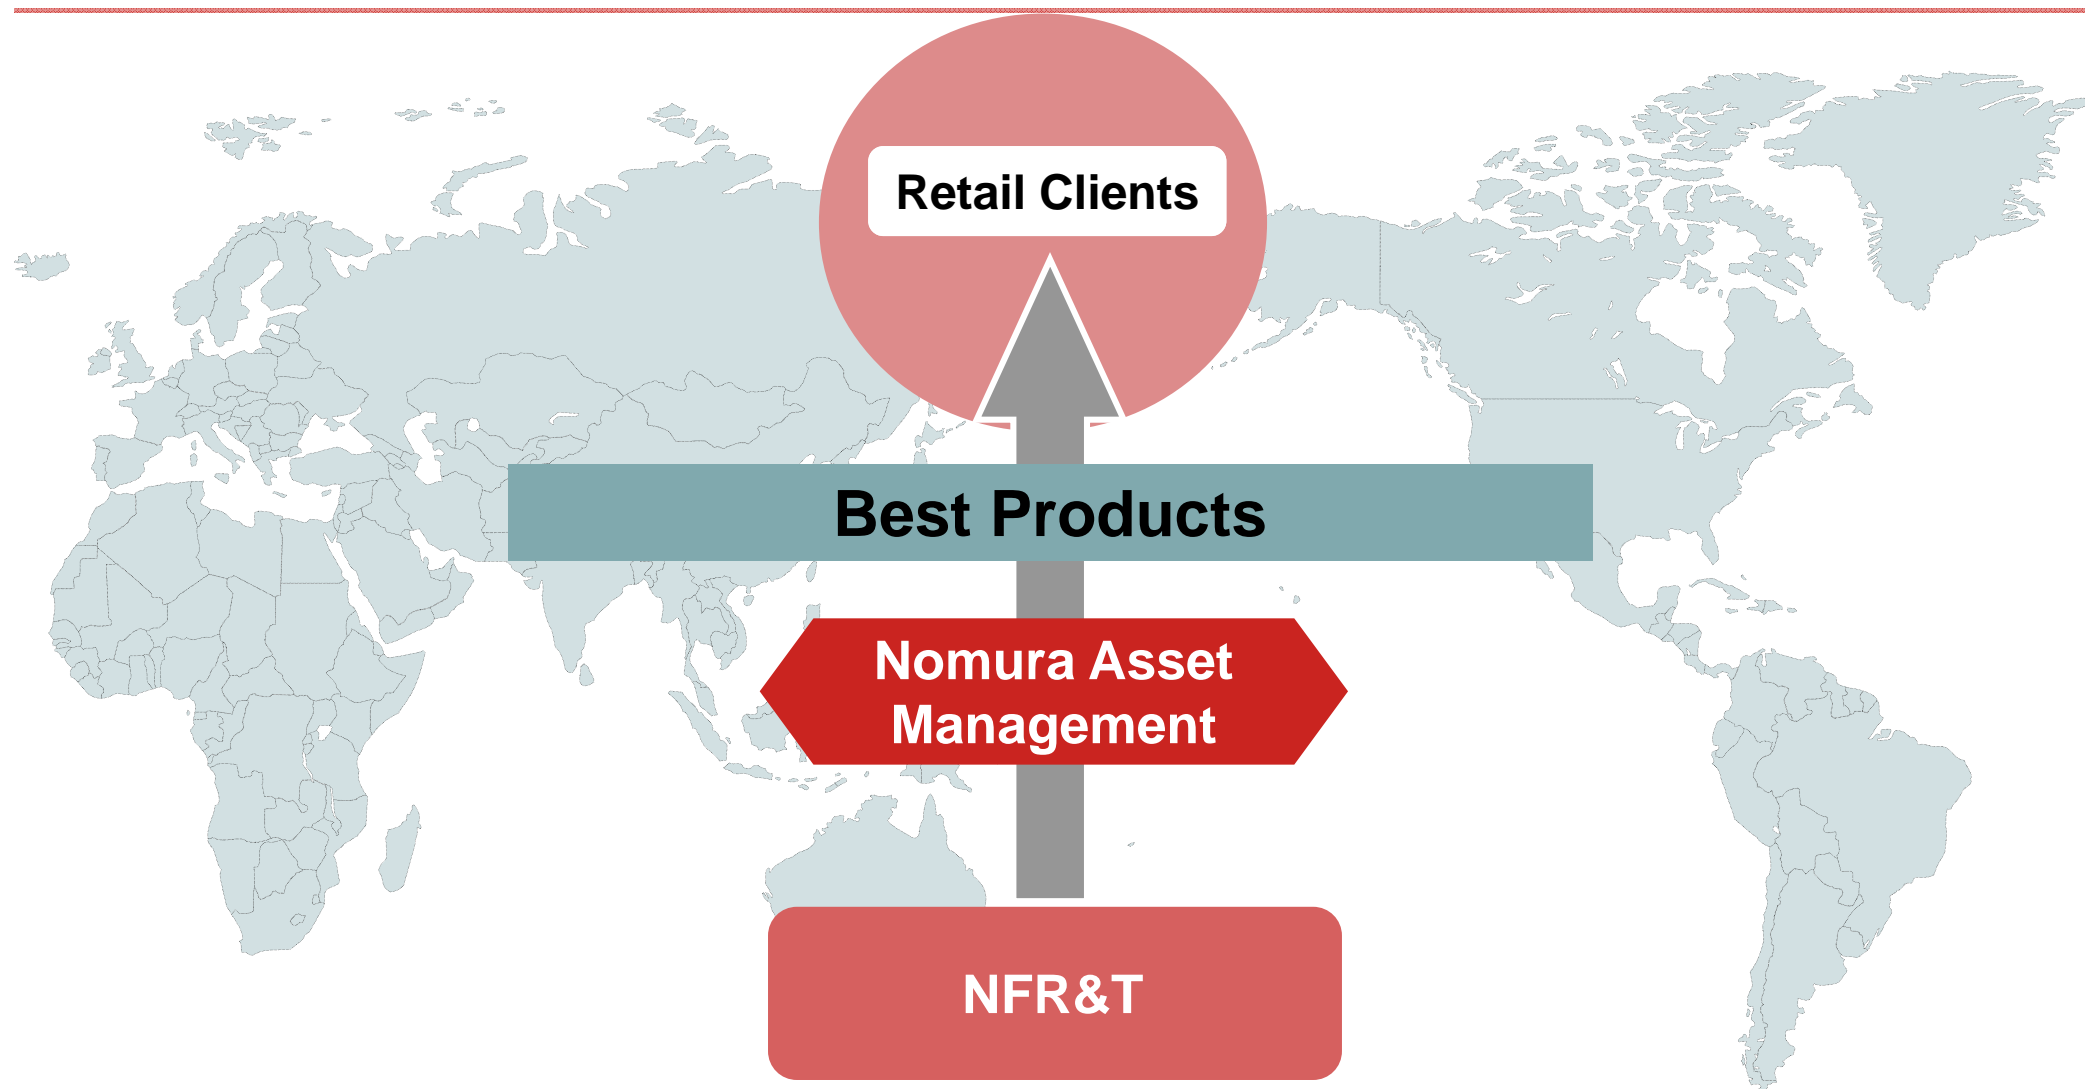 Retail Clients
Best Products
Nomura Asset
Management
NFR&T